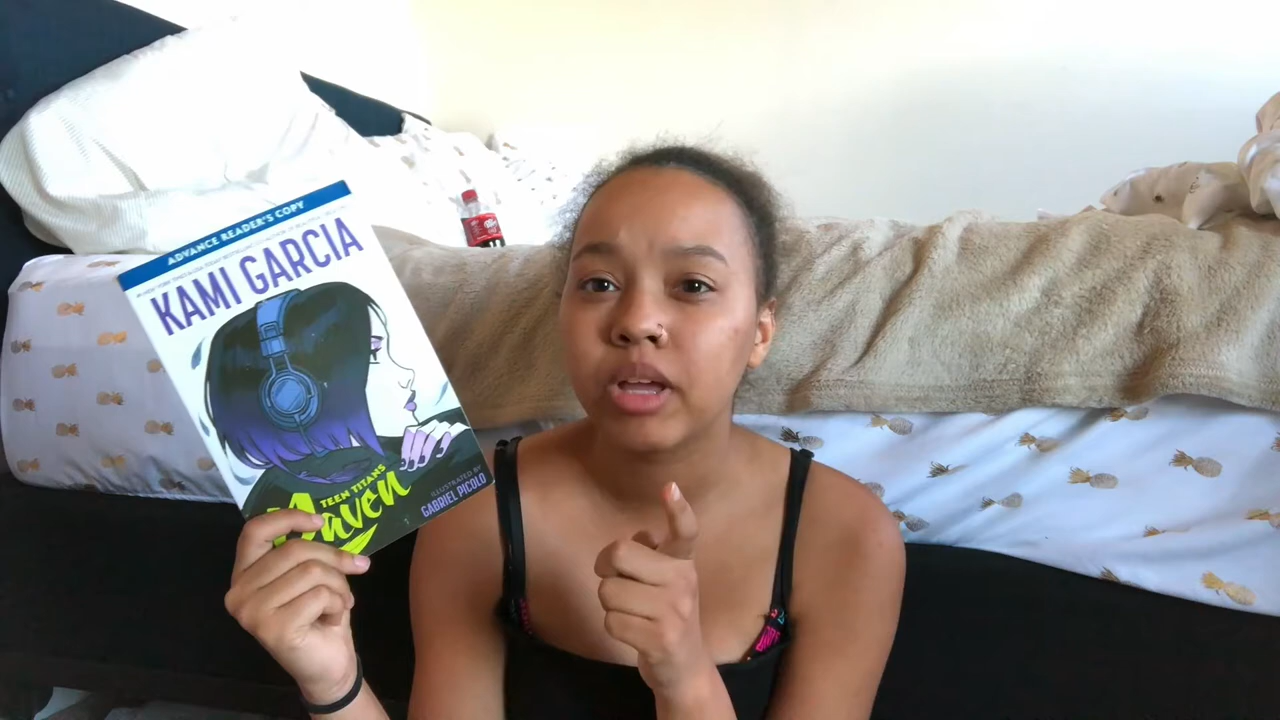 ADVANCE READER'S COPY
KAMI GARCIA
TEEN TITANS
Raven
ILLUSTRATED BY
GABRIEL PICOLO